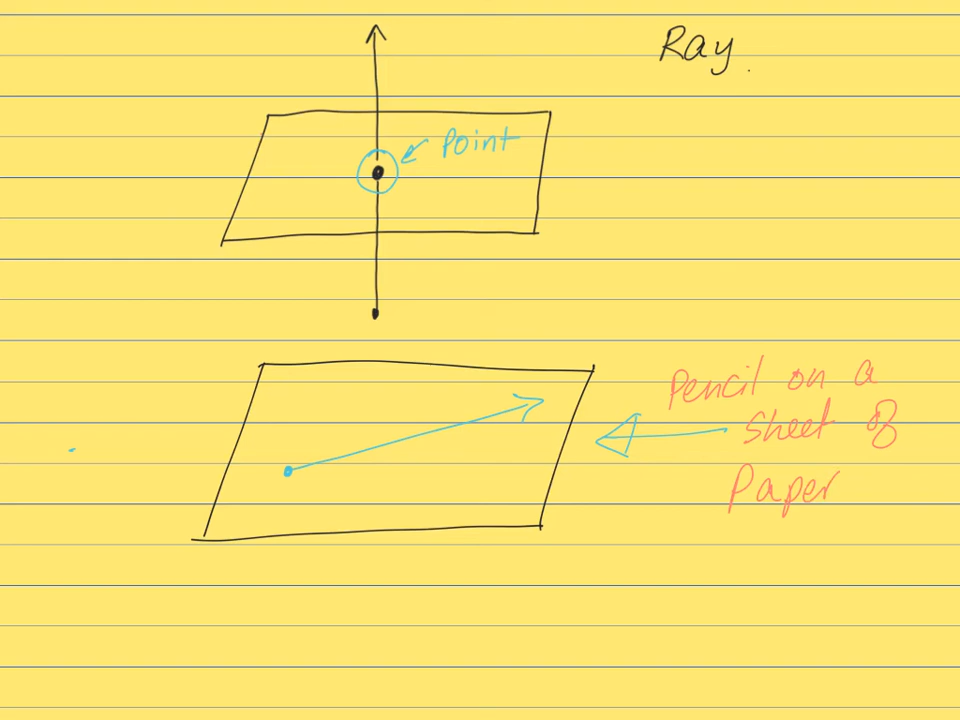 Ray.
Point
Pencil on a
sheet of
Paper